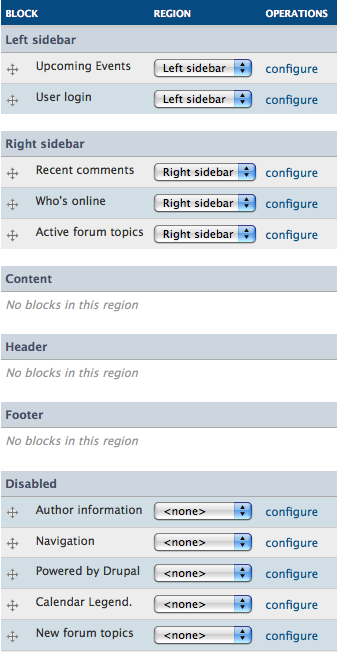 BLOCK REGION OPERATIONS
Left sidebar
Upcoming Events Left sidebar configure
User login Left sidebar configure
Right sidebar
Recent comments Right sidebar configure
Who's online Right sidebar configure
Active forum topics Right sidebar configure
Content
No blocks in this region
Header
No blocks in this region
Footer
No blocks in this region
Disabled
Author information <none> configure
Navigation <none> configure
Powered by Drupal <none> configure
Calendar Legend. <none> configure
New forum topics <none> configure